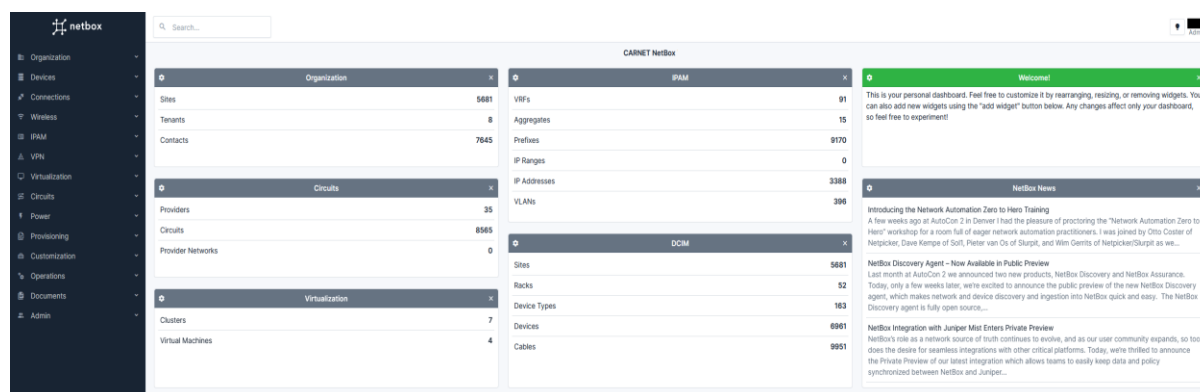 netbox
Search...
Admin
Organization
Devices
Connections
Wireless
IPAM
VPN
Virtualization
Circuits
Power
Provisioning
Customization
Operations
Documents
Admin
CARNET NetBox
Organization
Sites 5681
Tenants 8
Contacts 7645
Circuits
Providers 35
Circuits 8565
Provider Networks 0
Virtualization
Clusters 7
Virtual Machines 4
IPAM
VRFs 91
Aggregates 15
Prefixes 9170
IP Ranges 0
IP Addresses 3388
VLANs 396
DCIM
Sites 5681
Racks 52
Device Types 163
Devices 6961
Cables 9951
Welcome!
This is your personal dashboard. Feel free to customize it by rearranging, resizing, or removing widgets. You
can also add new widgets using the "add widget" button below. Any changes affect only your dashboard,
so feel free to experiment!
NetBox News
Introducing the Network Automation Zero to Hero Training
A few weeks ago at AutoCon 2 in Denver I had the pleasure of proctoring the "Network Automation Zero to
Hero" workshop for a room full of eager network automation practitioners. I was joined by Otto Coster of
Netpicker, Dave Kempe of Sol1, Pieter van Os of Slurpit, and Wim Gerrits of Netpicker/Slurpit as we...
NetBox Discovery Agent – Now Available in Public Preview
Last month at AutoCon 2 we announced two new products, NetBox Discovery and NetBox Assurance.
Today, only a few weeks later, we're excited to announce the public preview of the new NetBox Discovery
agent, which makes network and device discovery and ingestion into NetBox quick and easy. The NetBox
Discovery agent is fully open source,...
NetBox Integration with Juniper Mist Enters Private Preview
NetBox's role as a network source of truth continues to evolve, and as our user community expands, so too
does the desire for seamless integrations with other critical platforms. Today, we're thrilled to announce
the Private Preview of our latest integration which allows teams to easily keep data and policy
synchronized between NetBox and Juniper...